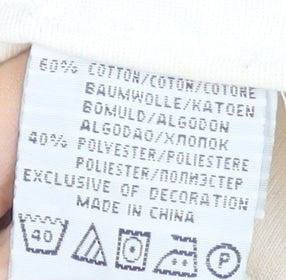 60% COTTON/COTON/COTONE
BAUMWOLLE/KATOEN
BOMULD/ALGODON
ALGODAO/ХЛОПОК
40% POLYESTER/POLIESTERE
POLIESTER/ПОЛИЭСТЕР
EXCLUSIVE OF DECORATION
MADE IN CHINA
40 P